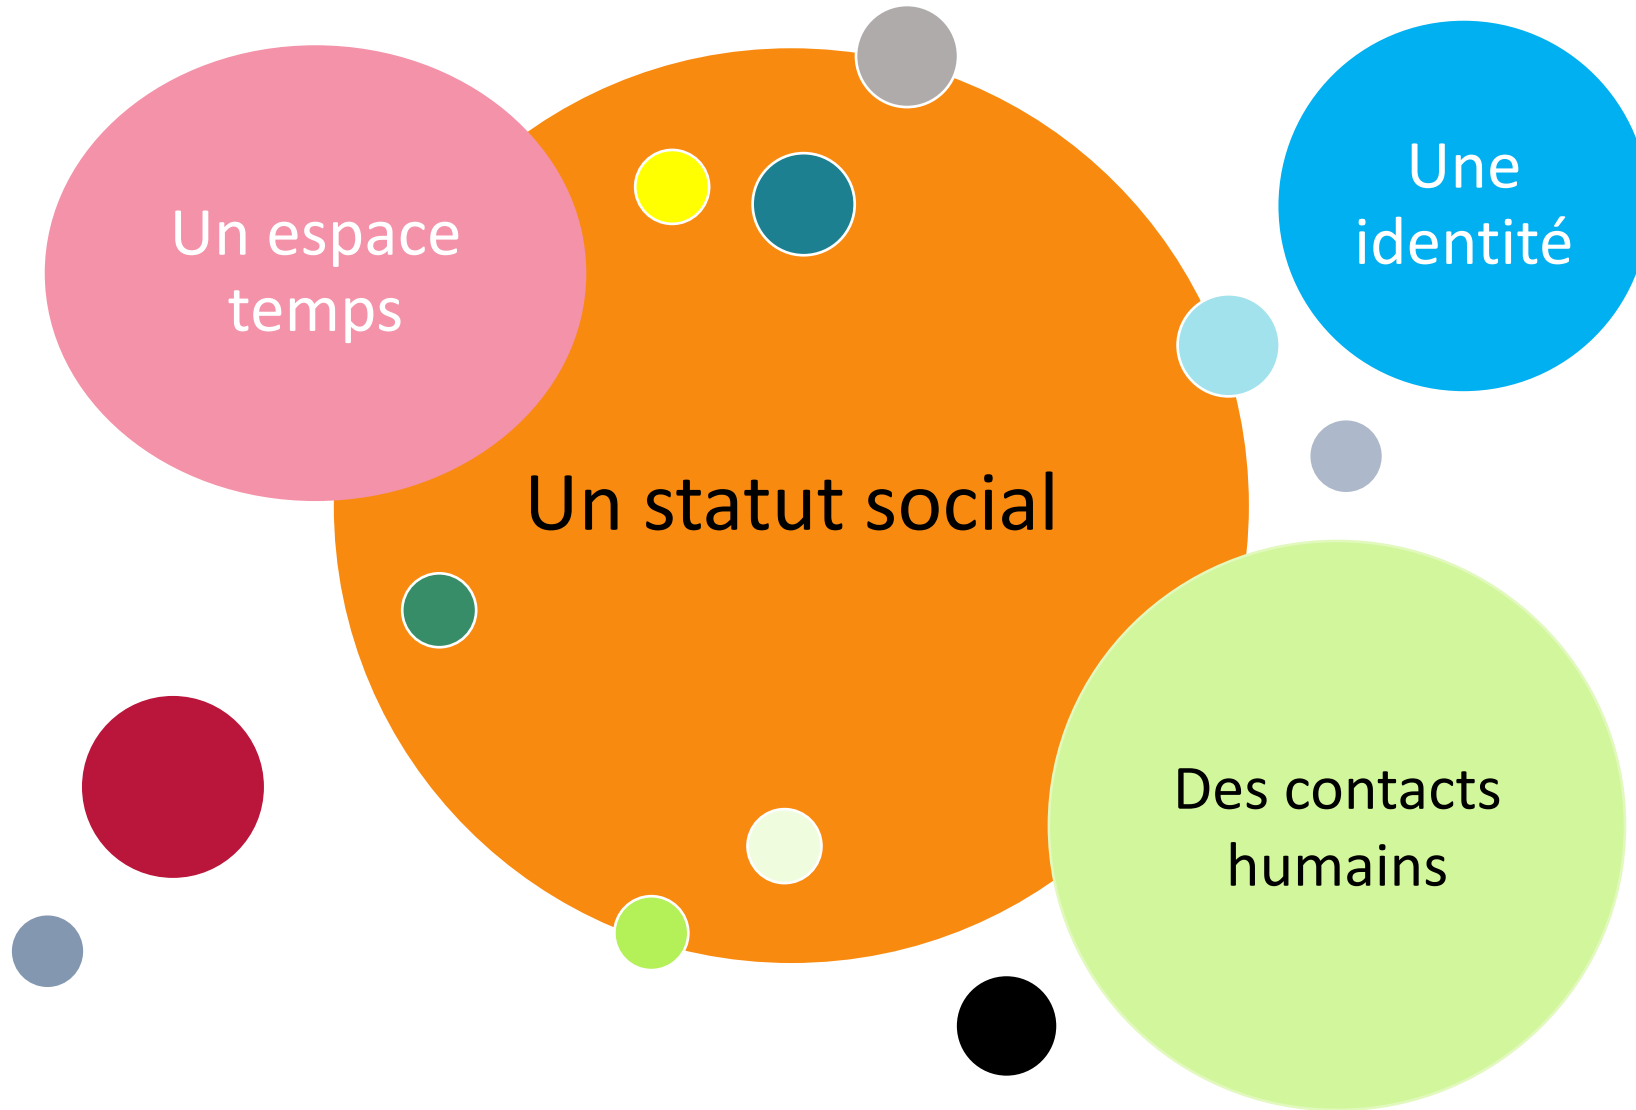 Un espace
temps
Une
identité
Un statut social
Des contacts
humains